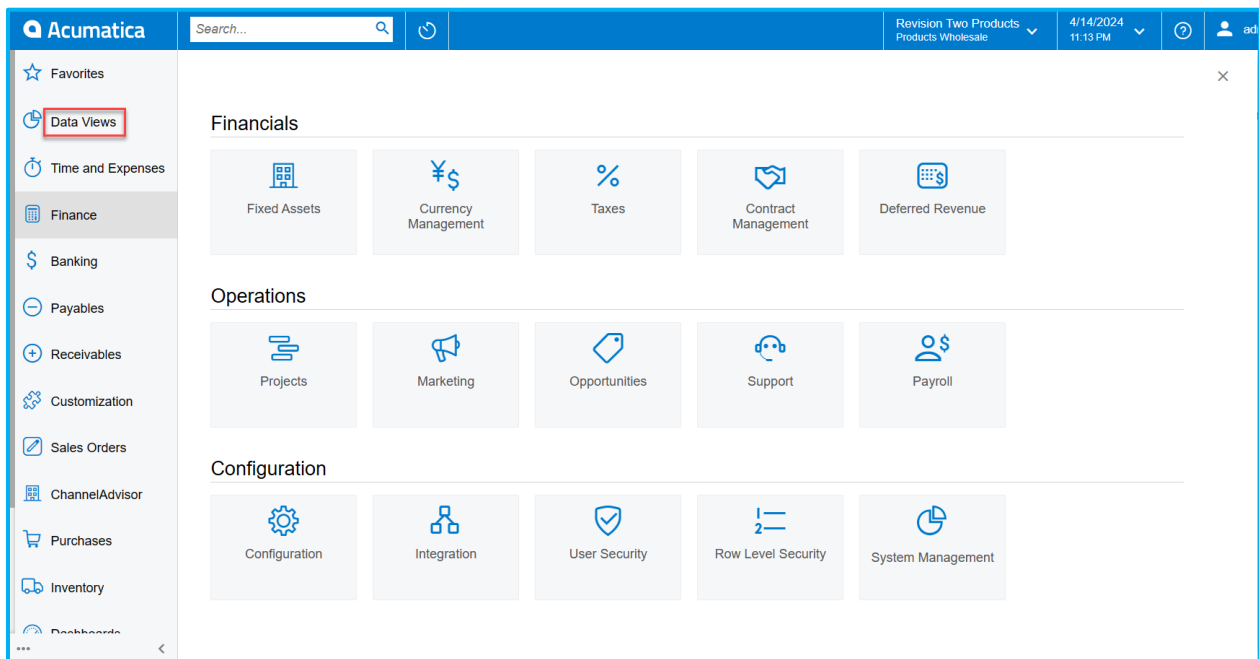 Acumatica
Search...
Revision Two Products
Products Wholesale
4/14/2024
11:13 PM
Favorites
Data Views
Time and Expenses
Finance
Banking
Payables
Receivables
Customization
Sales Orders
ChannelAdvisor
Purchases
Inventory
Dashboards
Financials
Fixed Assets
Currency
Management
Taxes
Contract
Management
Deferred Revenue
Operations
Projects
Marketing
Opportunities
Support
Payroll
Configuration
Configuration
Integration
User Security
Row Level Security
System Management